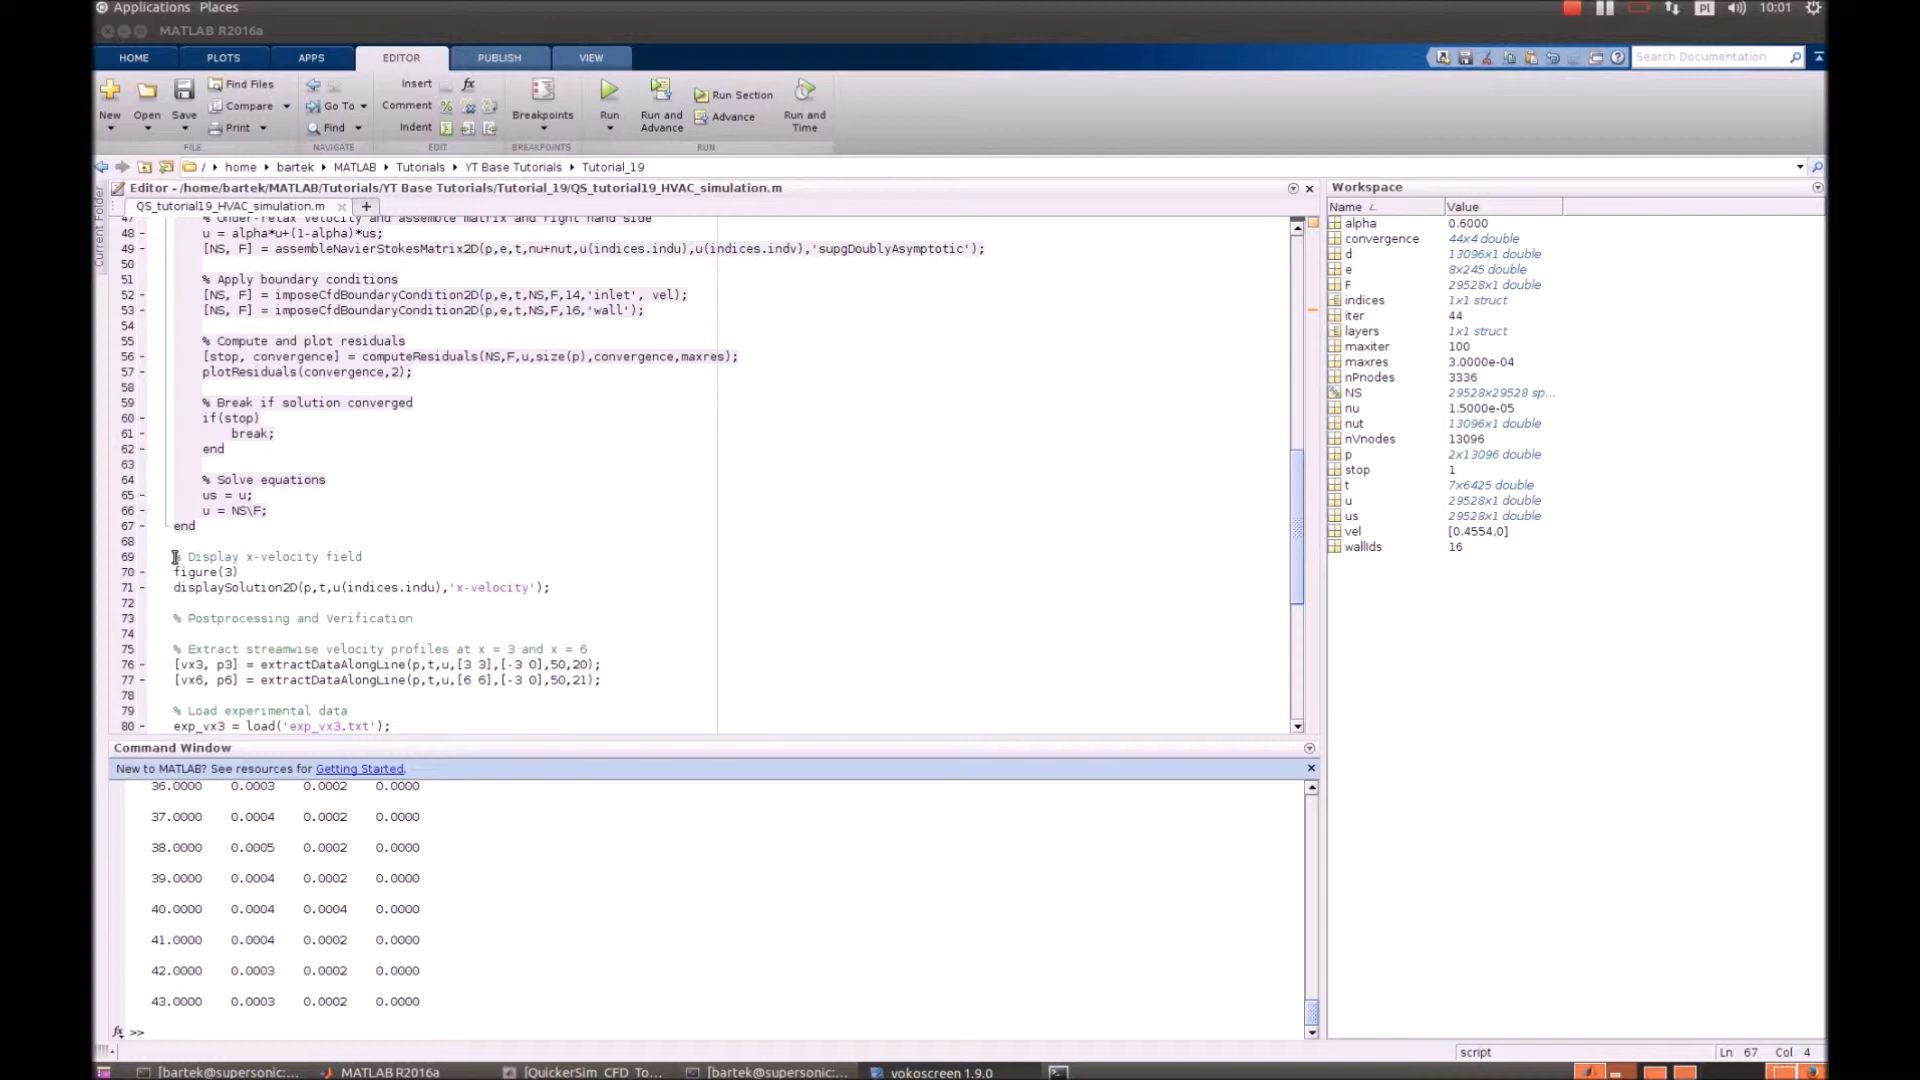 Applications Places
Pl 10:01
MATLAB R2016a
HOME PLOTS APPS EDITOR PUBLISH VIEW
Search Documentation
New Open Save Find Files Compare Print
FILE
Go To Find
NAVIGATE
Insert fx Comment Indent
EDIT
Breakpoints
BREAKPOINTS
Run Run and Advance Run Section Advance Run and Time
RUN
/ home bartek MATLAB Tutorials YT Base Tutorials Tutorial_19
Current Folder
Editor - /home/bartek/MATLAB/Tutorials/YT Base Tutorials/Tutorial_19/QS_tutorial19_HVAC_simulation.m
QS_tutorial19_HVAC_simulation.m
47 % Under-relax velocity and assemble matrix and right hand side
48 - u = alpha*u+(1-alpha)*us;
49 - [NS, F] = assembleNavierStokesMatrix2D(p,e,t,nu+nut,u(indices.indu),u(indices.indv),'supgDoublyAsymptotic');
50
51 % Apply boundary conditions
52 - [NS, F] = imposeCfdBoundaryCondition2D(p,e,t,NS,F,14,'inlet', vel);
53 - [NS, F] = imposeCfdBoundaryCondition2D(p,e,t,NS,F,16,'wall');
54
55 % Compute and plot residuals
56 - [stop, convergence] = computeResiduals(NS,F,u,size(p),convergence,maxres);
57 - plotResiduals(convergence,2);
58
59 % Break if solution converged
60 - if(stop)
61 - break;
62 - end
63
64 % Solve equations
65 - us = u;
66 - u = NS\F;
67 - end
68
69 % Display x-velocity field
70 - figure(3)
71 - displaySolution2D(p,t,u(indices.indu),'x-velocity');
72
73 % Postprocessing and Verification
74
75 % Extract streamwise velocity profiles at x = 3 and x = 6
76 - [vx3, p3] = extractDataAlongLine(p,t,u,[3 3],[-3 0],50,20);
77 - [vx6, p6] = extractDataAlongLine(p,t,u,[6 6],[-3 0],50,21);
78
79 % Load experimental data
80 - exp_vx3 = load('exp_vx3.txt');
Command Window
New to MATLAB? See resources for Getting Started.
36.0000 0.0003 0.0002 0.0000
37.0000 0.0004 0.0002 0.0000
38.0000 0.0005 0.0002 0.0000
39.0000 0.0004 0.0002 0.0000
40.0000 0.0004 0.0004 0.0000
41.0000 0.0004 0.0002 0.0000
42.0000 0.0003 0.0002 0.0000
43.0000 0.0003 0.0002 0.0000
fx >>
Workspace
Name Value
alpha 0.6000
convergence 44x4 double
d 13096x1 double
e 8x245 double
F 29528x1 double
indices 1x1 struct
iter 44
layers 1x1 struct
maxiter 100
maxres 3.0000e-04
nPnodes 3336
NS 29528x29528 sp...
nu 1.5000e-05
nut 13096x1 double
nVnodes 13096
p 2x13096 double
stop 1
t 7x6425 double
u 29528x1 double
us 29528x1 double
vel [0.4554,0]
wallIds 16
script Ln 67 Col 4
[bartek@supersonic:... MATLAB R2016a [QuickerSim_CFD_To... [bartek@supersonic:... vokoscreen 1.9.0